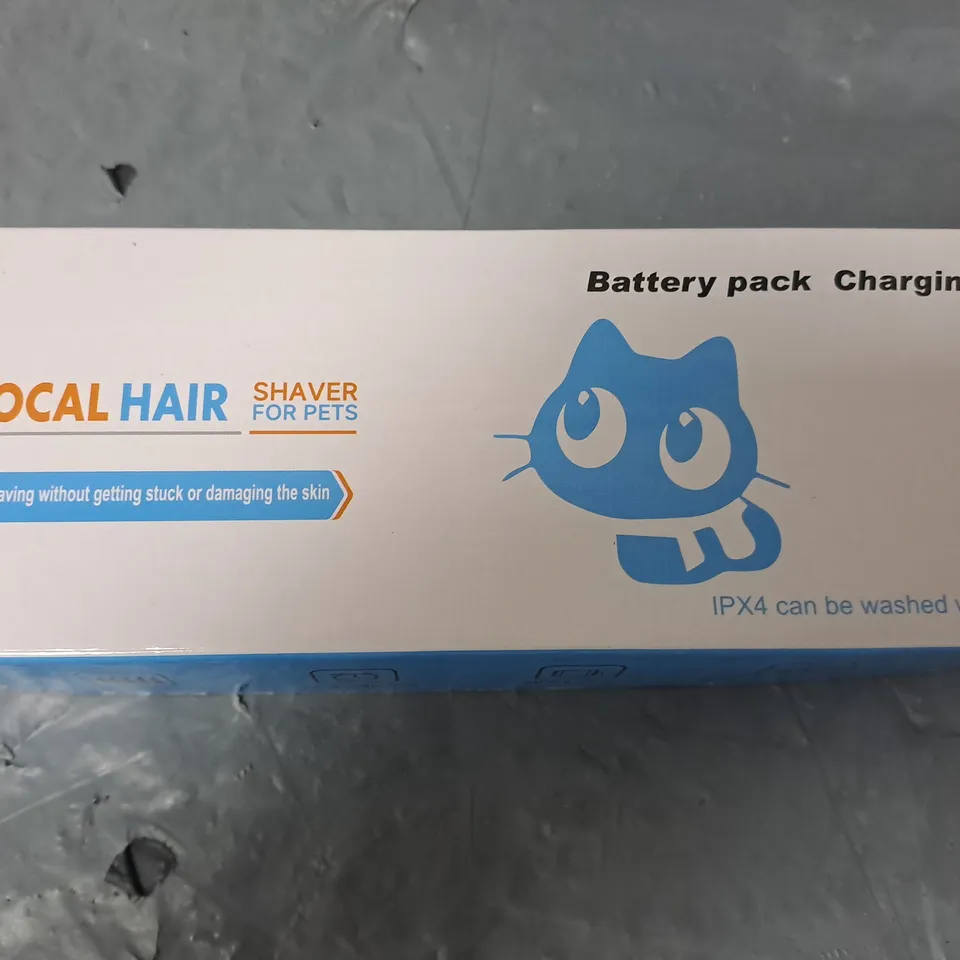 Battery pack Chargin
OCAL HAIR SHAVER
FOR PETS
aving without getting stuck or damaging the skin
IPX4 can be washed